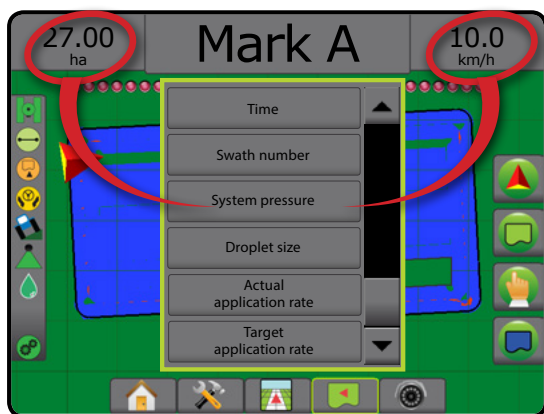 27.00
ha
Mark A
10.0
km/h
Time
Swath number
System pressure
Droplet size
Actual
application rate
Target
application rate